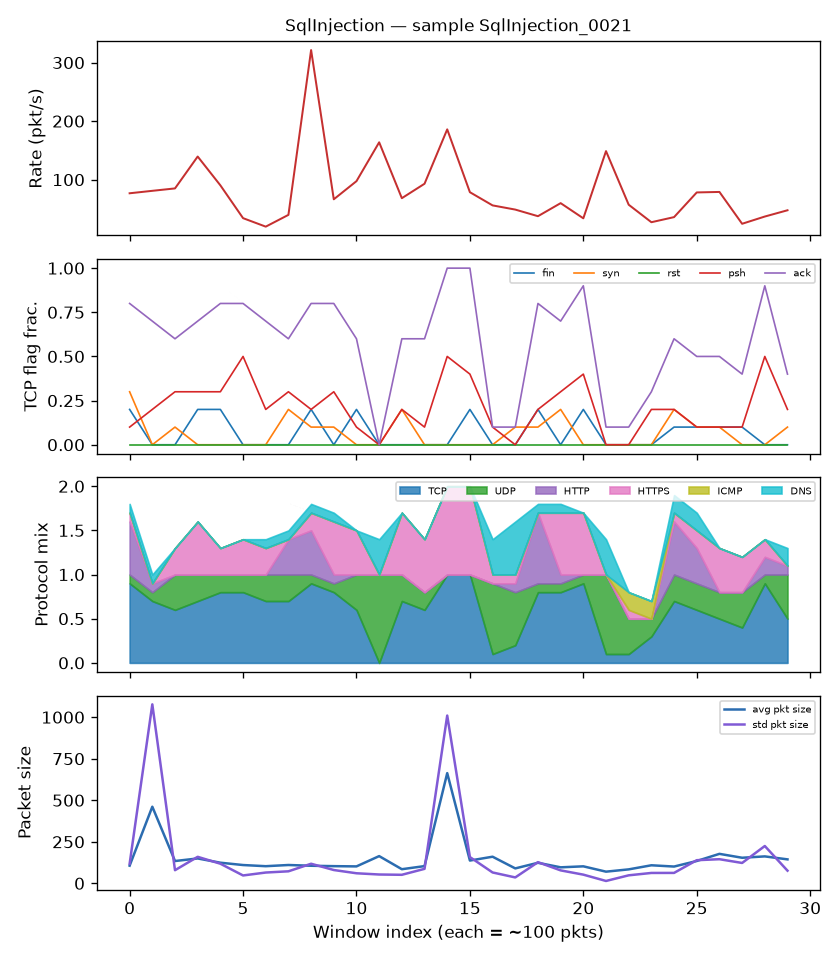 SqlInjection — sample SqlInjection_0021
Rate (pkt/s)
300
200
100
TCP flag frac.
1.00
0.75
0.50
0.25
0.00
fin syn rst psh ack
Protocol mix
2.0
1.5
1.0
0.5
0.0
TCP UDP HTTP HTTPS ICMP DNS
Packet size
1000
750
500
250
0
avg pkt size
std pkt size
0 5 10 15 20 25 30
Window index (each = ~100 pkts)